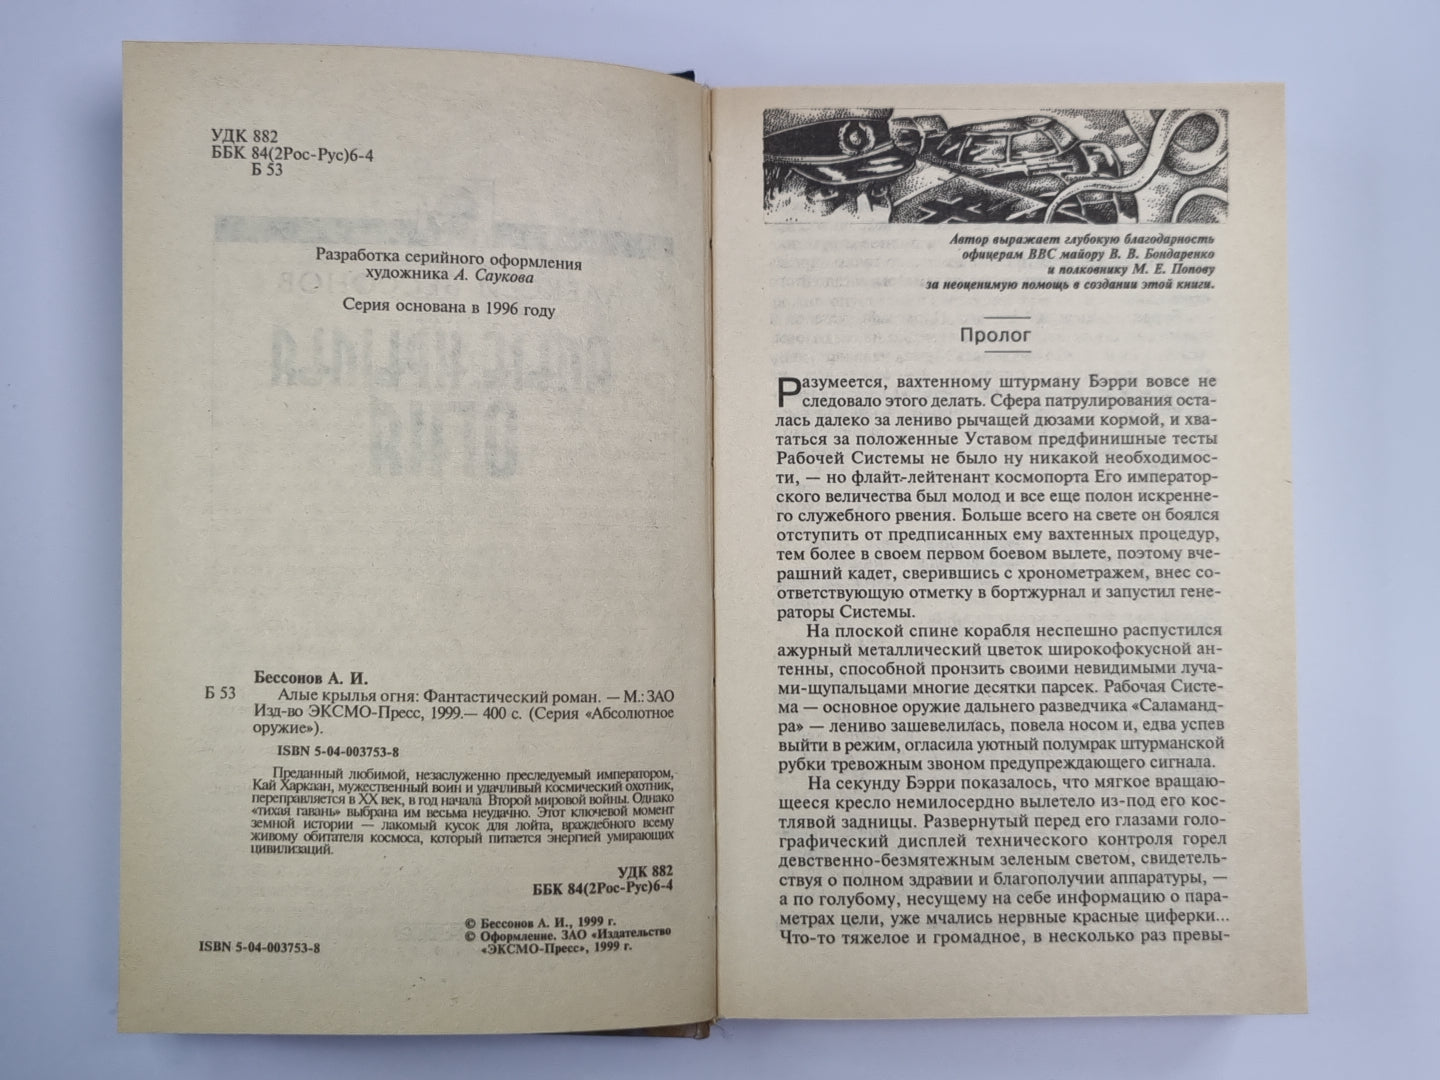 УДК 882
ББК 84(2Рос-Рус)6-4
Б 53
Разработка серийного оформления
художника А. Саукова
Серия основана в 1996 году
Бессонов А. И.
Б 53 Алые крылья огня: Фантастический роман. — М.: ЗАО
Изд-во ЭКСМО-Пресс, 1999.— 400 с. (Серия «Абсолютное
оружие»).
ISBN 5-04-003753-8
Преданный любимой, незаслуженно преследуемый императором,
Кай Харкаан, мужественный воин и удачливый космический охотник,
переправляется в XX век, в год начала Второй мировой войны. Однако
«тихая гавань» выбрана им весьма неудачно. Этот ключевой момент
земной истории — лакомый кусок для лойта, враждебного всему
живому обитателя космоса, который питается энергией умирающих
цивилизаций.
УДК 882
ББК 84(2Рос-Рус)6-4
© Бессонов А. И., 1999 г.
© Оформление. ЗАО «Издательство
«ЭКСМО-Пресс», 1999 г.
ISBN 5-04-003753-8
Автор выражает глубокую благодарность
офицерам ВВС майору В. В. Бондаренко
и полковнику М. Е. Попову
за неоценимую помощь в создании этой книги.
Пролог
Разумеется, вахтенному штурману Бэрри вовсе не
следовало этого делать. Сфера патрулирования оста-
лась далеко за лениво рычащей дюзами кормой, и хва-
таться за положенные Уставом предфинишные тесты
Рабочей Системы не было ну никакой необходимос-
ти, — но флайт-лейтенант космопорта Его император-
ского величества был молод и все еще полон искренне-
го служебного рвения. Больше всего на свете он боялся
отступить от предписанных ему вахтенных процедур,
тем более в своем первом боевом вылете, поэтому вче-
рашний кадет, сверившись с хронометражем, внес со-
ответствующую отметку в бортжурнал и запустил гене-
раторы Системы.
На плоской спине корабля неспешно распустился
ажурный металлический цветок широкофокусной ан-
тенны, способной пронзить своими невидимыми луча-
ми-щупальцами многие десятки парсек. Рабочая Систе-
ма — основное оружие дальнего разведчика «Саламанд-
ра» — лениво зашевелилась, повела носом и, едва успев
выйти в режим, огласила уютный полумрак штурманской
рубки тревожным звоном предупреждающего сигнала.
На секунду Бэрри показалось, что мягкое вращаю-
щееся кресло немилосердно вылетело из-под его кос-
тлявой задницы. Развернутый перед его глазами голо-
графический дисплей технического контроля горел
девственно-безмятежным зеленым светом, свидетель-
ствуя о полном здравии и благополучии аппаратуры, —
а по голубому, несущему на себе информацию о пара-
метрах цели, уже мчались нервные красные циферки...
Что-то тяжелое и громадное, в несколько раз превы-